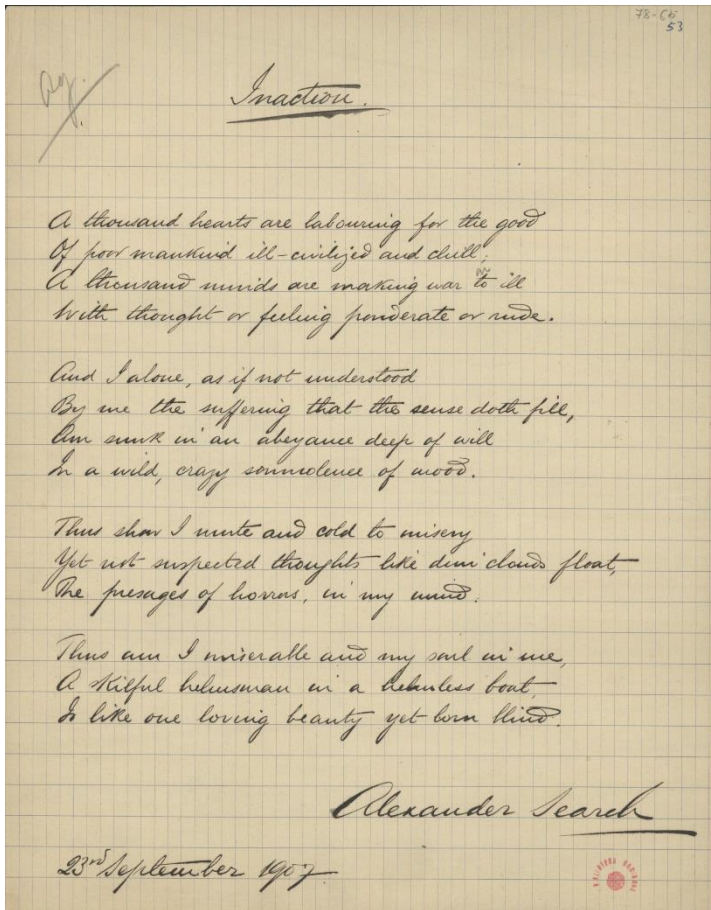 78-65
53
Inaction.
A thousand hearts are labouring for the good
Of poor mankind ill-civilized and chill;
A thousand minds are making war to ill
With thought or feeling ponderate or rude.
And I alone, as if not understood
By me the suffering that the sense doth fill,
Am sunk in an abeyance deep of will
In a wild, crazy somnolence of mood.
Thus show I mute and cold to misery
Yet not suspected thoughts like dim clouds float,
The presages of horrors, in my mind.
Thus am I miserable and my soul in me,
A skilful helmsman in a helmless boat,
Is like one loving beauty yet born blind.
Alexander Search
23rd September 1907